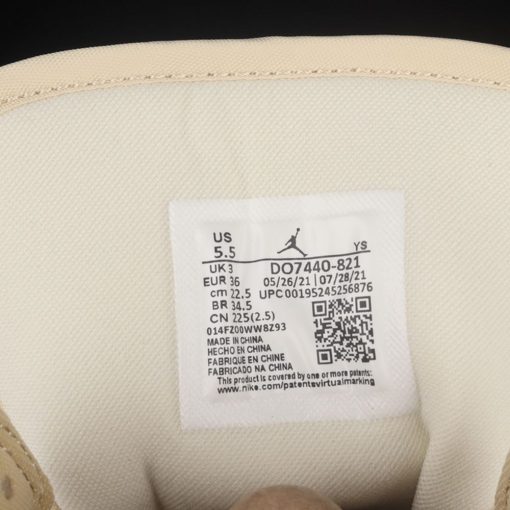 US
5.5
YS
UK 3
DO7440-821
EUR 36
05/26/21 | 07/28/21
cm 22.5
UPC 00195245256876
BR 34.5
CN 225(2.5)
014FZ00WW8Z93
MADE IN CHINA
HECHO EN CHINA
FABRIQUE EN CHINE
FABRICADO NA CHINA
This product is covered by one or more patents:
www.nike.com/patentsvirtualmarking